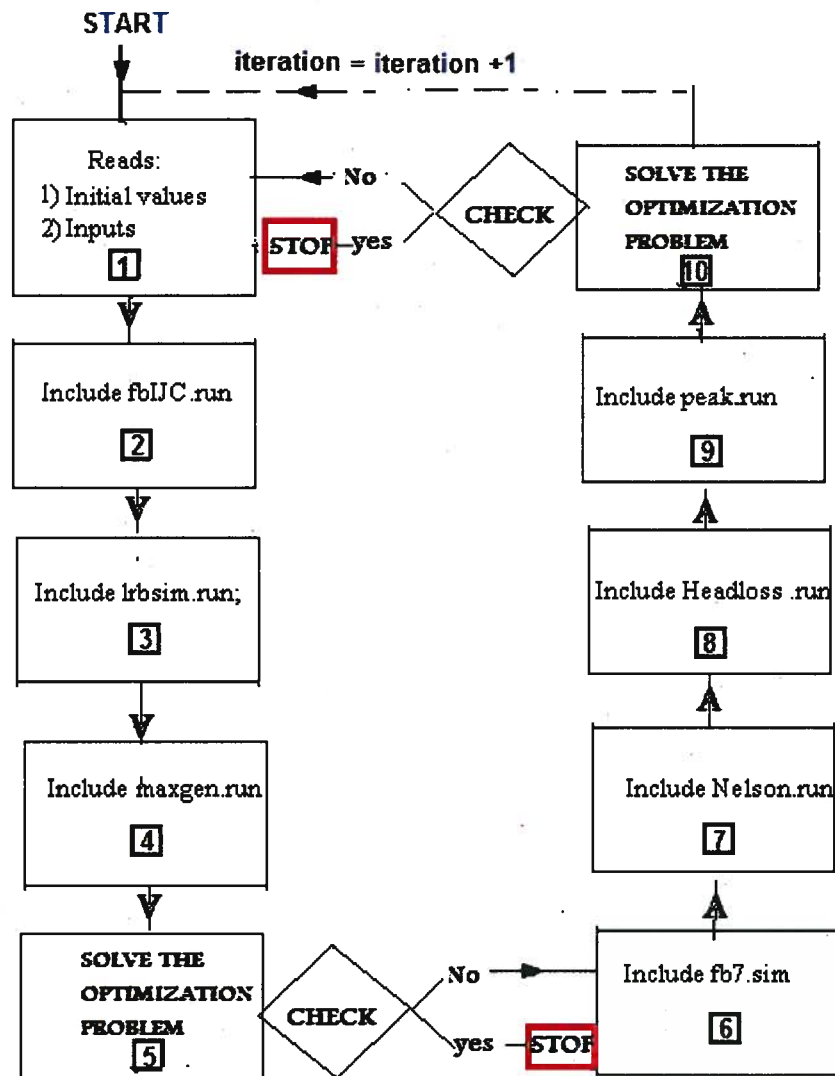 START
iteration = iteration +1
Reads:
1) Initial values
2) Inputs
1
No
STOF
yes
CHECK
SOLVE THE
OPTIMIZATION
PROBLEM
10
Include fbIJC.run
2
Include peak.run
9
Include lrbsim.run;
3
Include Headloss .run
8
Include maxgen.run
4
Include Nelson.run
7
SOLVE THE
OPTIMIZATION
PROBLEM
5
CHECK
No
yes
STOF
Include fb7.sim
6